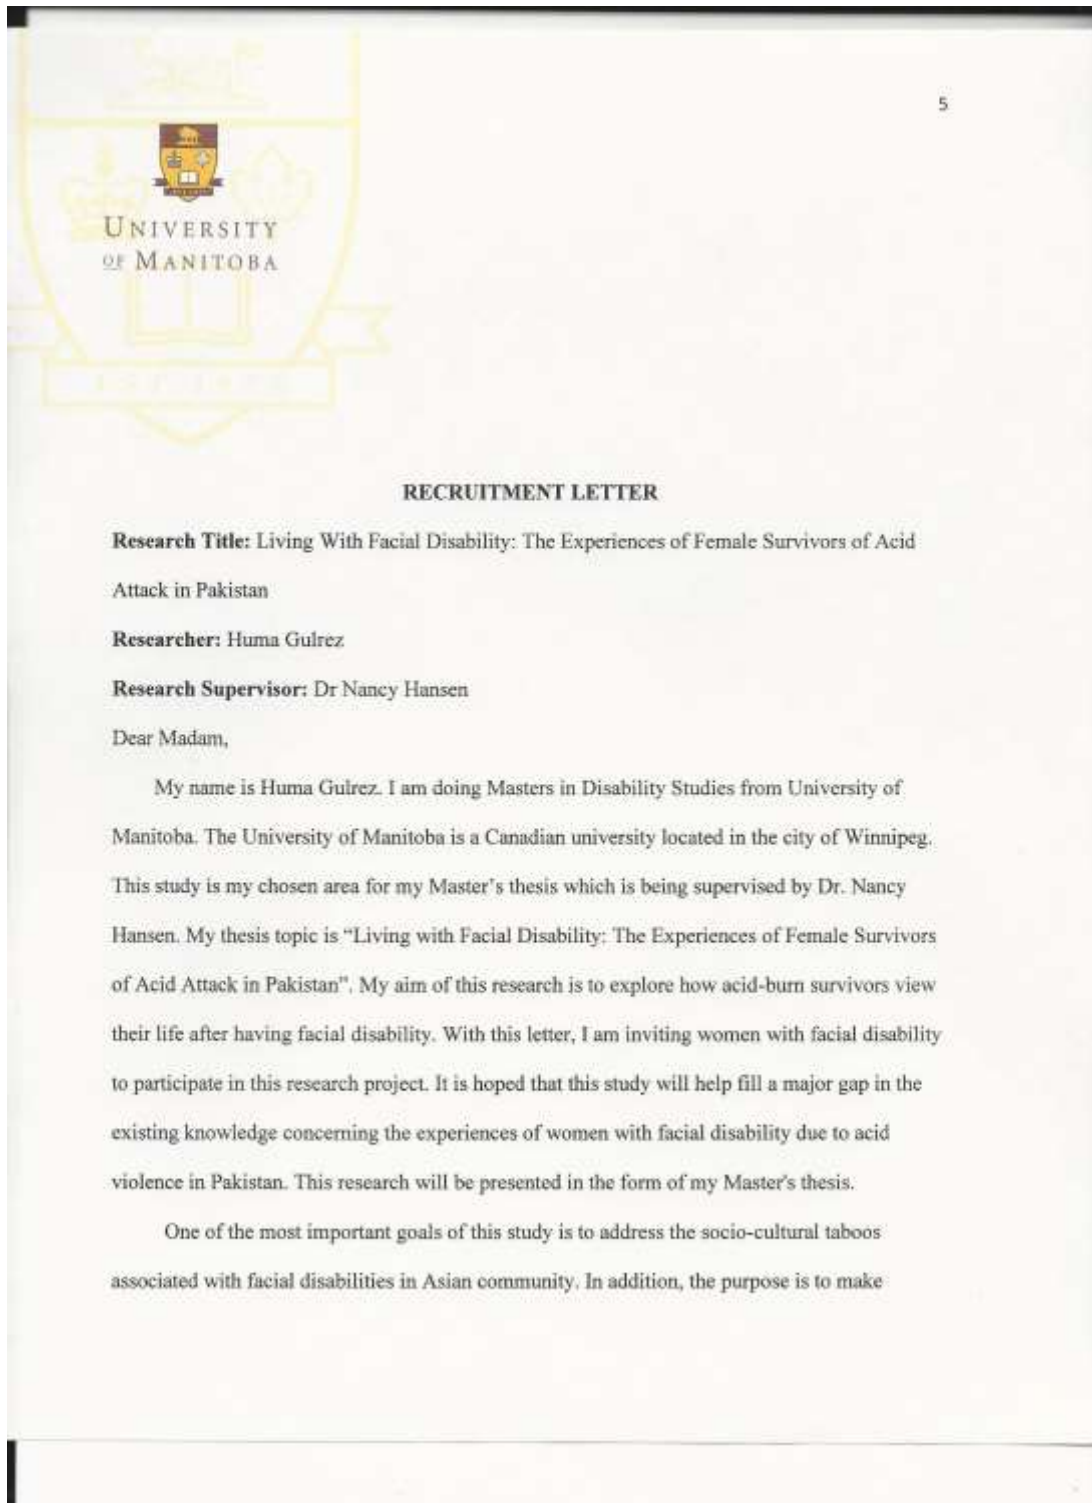 5
UNIVERSITY
OF MANITOBA
RECRUITMENT LETTER
Research Title: Living With Facial Disability: The Experiences of Female Survivors of Acid
Attack in Pakistan
Researcher: Huma Gulrez
Research Supervisor: Dr Nancy Hansen
Dear Madam,
My name is Huma Gulrez. I am doing Masters in Disability Studies from University of
Manitoba. The University of Manitoba is a Canadian university located in the city of Winnipeg.
This study is my chosen area for my Master's thesis which is being supervised by Dr. Nancy
Hansen. My thesis topic is “Living with Facial Disability: The Experiences of Female Survivors
of Acid Attack in Pakistan”. My aim of this research is to explore how acid-burn survivors view
their life after having facial disability. With this letter, I am inviting women with facial disability
to participate in this research project. It is hoped that this study will help fill a major gap in the
existing knowledge concerning the experiences of women with facial disability due to acid
violence in Pakistan. This research will be presented in the form of my Master's thesis.
One of the most important goals of this study is to address the socio-cultural taboos
associated with facial disabilities in Asian community. In addition, the purpose is to make